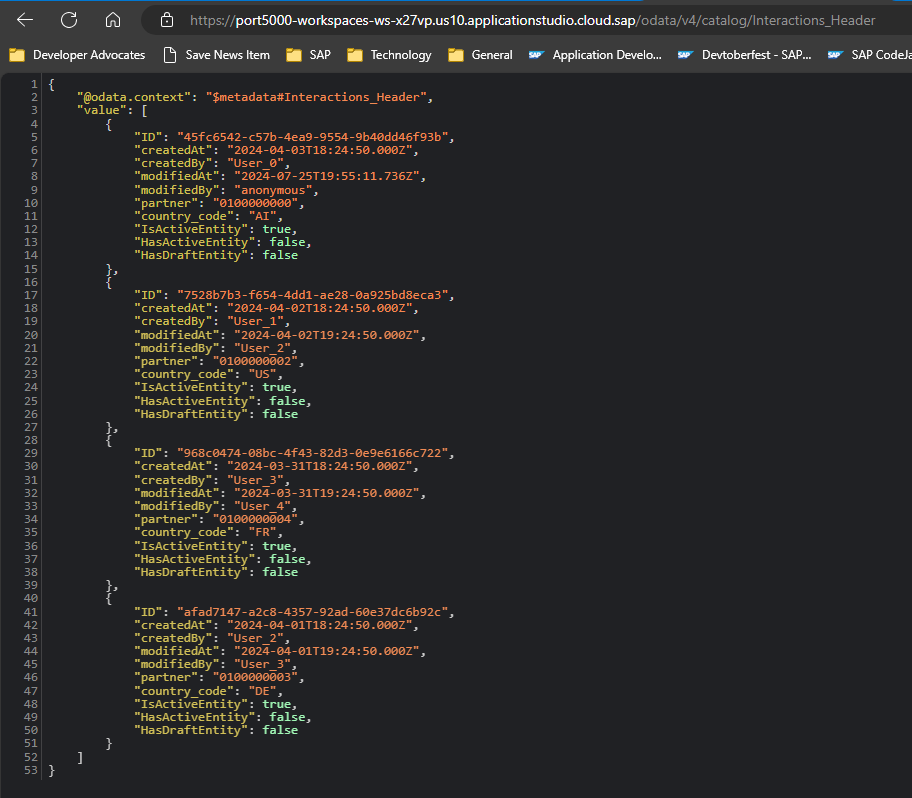 https://port5000-workspaces-ws-x27vp.us10.applicationstudio.cloud.sap/odata/v4/catalog/Interactions_Header
Developer Advocates Save News Item SAP Technology General SAP Application Develo... SAP Devtoberfest - SAP... SAP SAP CodeJa
1 {
2 "@odata.context": "$metadata#Interactions_Header",
3 "value": [
4 {
5 "ID": "45fc6542-c57b-4ea9-9554-9b40dd46f93b",
6 "createdAt": "2024-04-03T18:24:50.000Z",
7 "createdBy": "User_0",
8 "modifiedAt": "2024-07-25T19:55:11.736Z",
9 "modifiedBy": "anonymous",
10 "partner": "0100000000",
11 "country_code": "AI",
12 "IsActiveEntity": true,
13 "HasActiveEntity": false,
14 "HasDraftEntity": false
15 },
16 {
17 "ID": "7528b7b3-f654-4dd1-ae28-0a925bd8eca3",
18 "createdAt": "2024-04-02T18:24:50.000Z",
19 "createdBy": "User_1",
20 "modifiedAt": "2024-04-02T19:24:50.000Z",
21 "modifiedBy": "User_2",
22 "partner": "0100000002",
23 "country_code": "US",
24 "IsActiveEntity": true,
25 "HasActiveEntity": false,
26 "HasDraftEntity": false
27 },
28 {
29 "ID": "968c0474-08bc-4f43-82d3-0e9e6166c722",
30 "createdAt": "2024-03-31T18:24:50.000Z",
31 "createdBy": "User_3",
32 "modifiedAt": "2024-03-31T19:24:50.000Z",
33 "modifiedBy": "User_4",
34 "partner": "0100000004",
35 "country_code": "FR",
36 "IsActiveEntity": true,
37 "HasActiveEntity": false,
38 "HasDraftEntity": false
39 },
40 {
41 "ID": "afad7147-a2c8-4357-92ad-60e37dc6b92c",
42 "createdAt": "2024-04-01T18:24:50.000Z",
43 "createdBy": "User_2",
44 "modifiedAt": "2024-04-01T19:24:50.000Z",
45 "modifiedBy": "User_3",
46 "partner": "0100000003",
47 "country_code": "DE",
48 "IsActiveEntity": true,
49 "HasActiveEntity": false,
50 "HasDraftEntity": false
51 }
52 ]
53 }